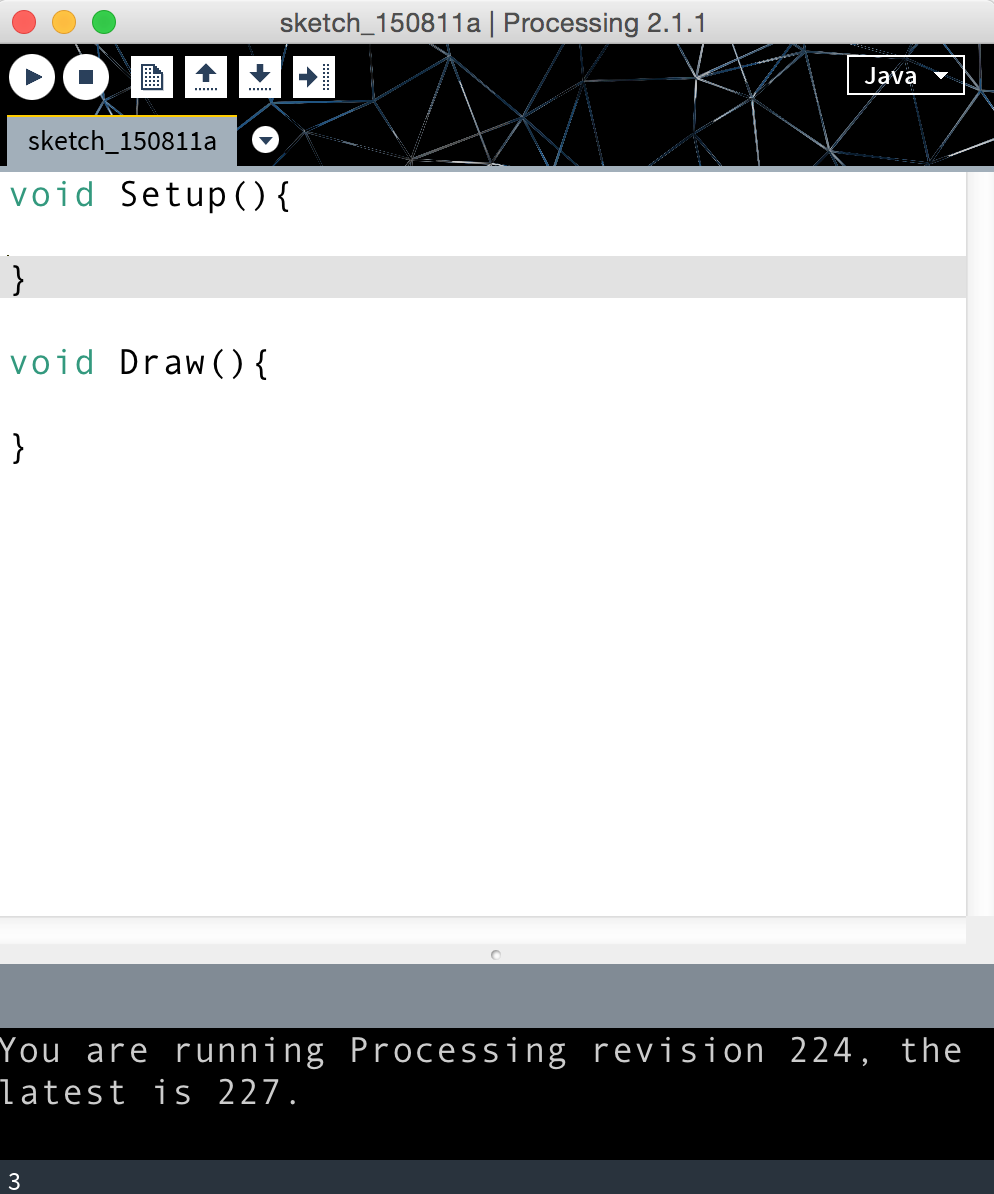 sketch_150811a | Processing 2.1.1
Java
sketch_150811a
void Setup(){
}
void Draw(){
}
You are running Processing revision 224, the
latest is 227.
3